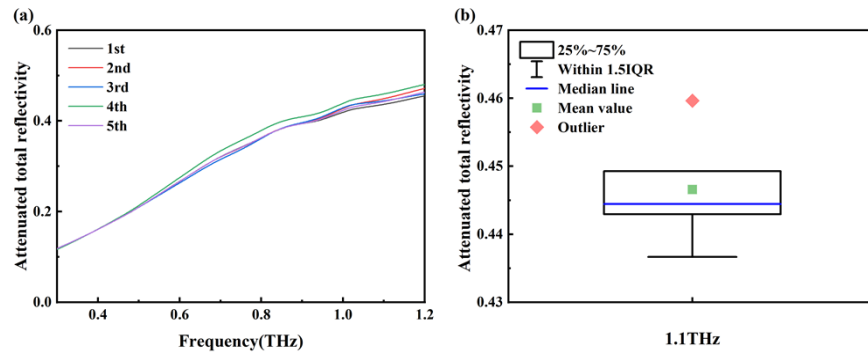 (a)
Attenuated total reflectivity
0.6
0.4
0.2
0.0
1st
2nd
3rd
4th
5th
0.4
0.6
0.8
1.0
1.2
Frequency(THz)
(b)
Attenuated total reflectivity
0.47
0.46
0.45
0.44
0.43
25%~75%
Within 1.5IQR
Median line
Mean value
Outlier
1.1THz